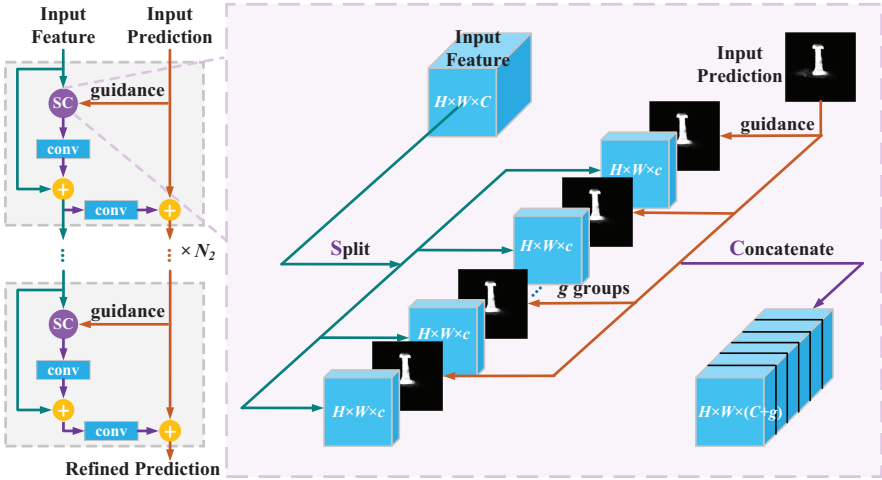 Input
Feature
Input
Prediction
SC
guidance
conv
+
conv
+
× N₂
SC
guidance
conv
+
conv
+
Refined Prediction
Input
Feature
H×W×C
Input
Prediction
guidance
H×W×c
H×W×c
Split
g groups
H×W×c
H×W×c
Concatenate
H×W×(C+g)